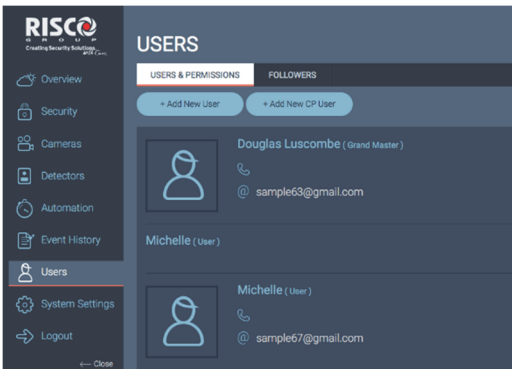 RISCO
GROUP
Creating Security Solutions...
With Care.
USERS
USERS & PERMISSIONS
FOLLOWERS
+ Add New User
+ Add New CP User
Overview
Security
Cameras
Detectors
Automation
Event History
Users
System Settings
Logout
← Close
Douglas Luscombe ( Grand Master )
@ sample63@gmail.com
Michelle ( User )
Michelle ( User )
@ sample67@gmail.com